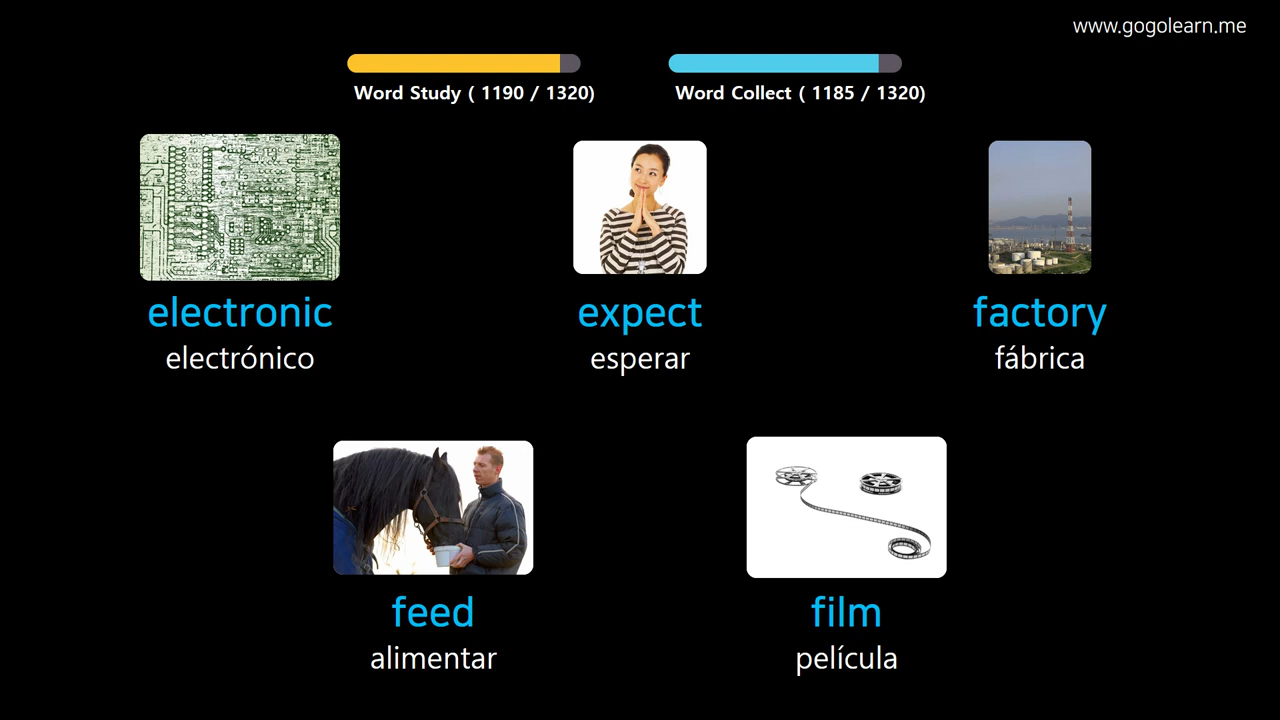 www.gogolearn.me
Word Study ( 1190 / 1320)
Word Collect ( 1185 / 1320)
electronic
electrónico
expect
esperar
factory
fábrica
feed
alimentar
film
película